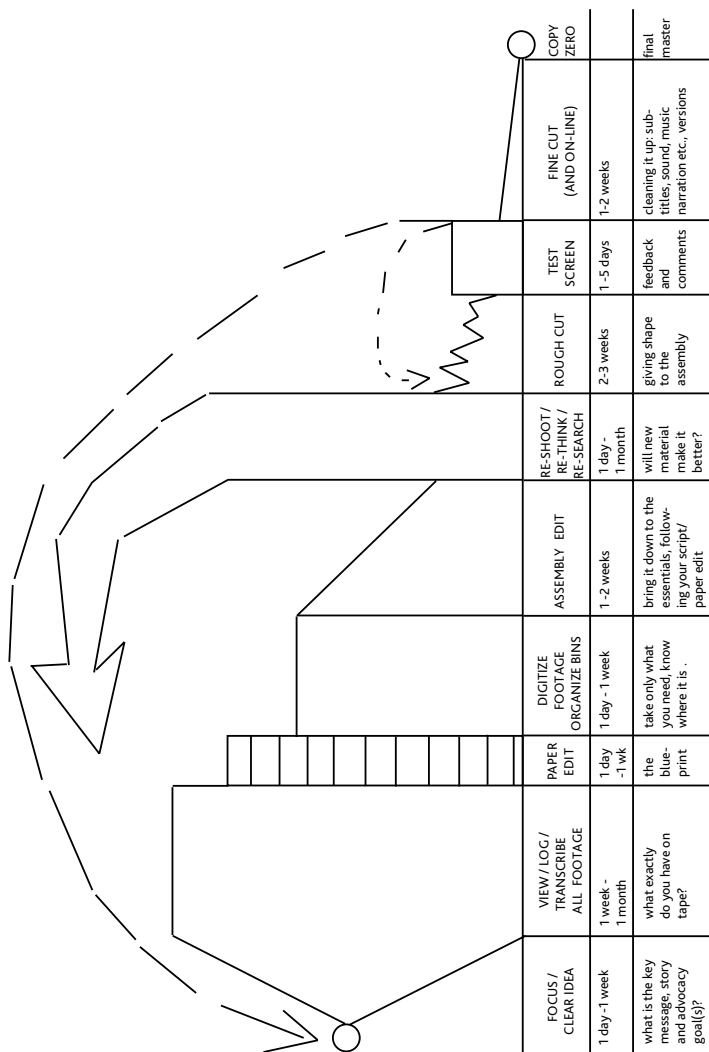 FOCUS /
CLEAR IDEA
1 day -1 week
what is the key
message, story
and advocacy
goal(s)?
VIEW / LOG /
TRANSCRIBE
ALL FOOTAGE
1 week -
1 month
what exactly
do you have on
tape?
PAPER
EDIT
1 day
-1 wk
the
blue-
print
DIGITIZE
FOOTAGE
ORGANIZE BINS
1 day - 1 week
take only what
you need, know
where it is .
ASSEMBLY EDIT
1-2 weeks
bring it down to the
essentials, follow-
ing your script/
paper edit
RE-SHOOT /
RE-THINK /
RE-SEARCH
1 day -
1 month
will new
material
make it
better?
ROUGH CUT
2-3 weeks
giving shape
to the
assembly
TEST
SCREEN
1 -5 days
feedback
and
comments
FINE CUT
(AND ON-LINE)
1-2 weeks
cleaning it up: sub-
titles, sound, music
narration etc., versions
COPY
ZERO
final
master